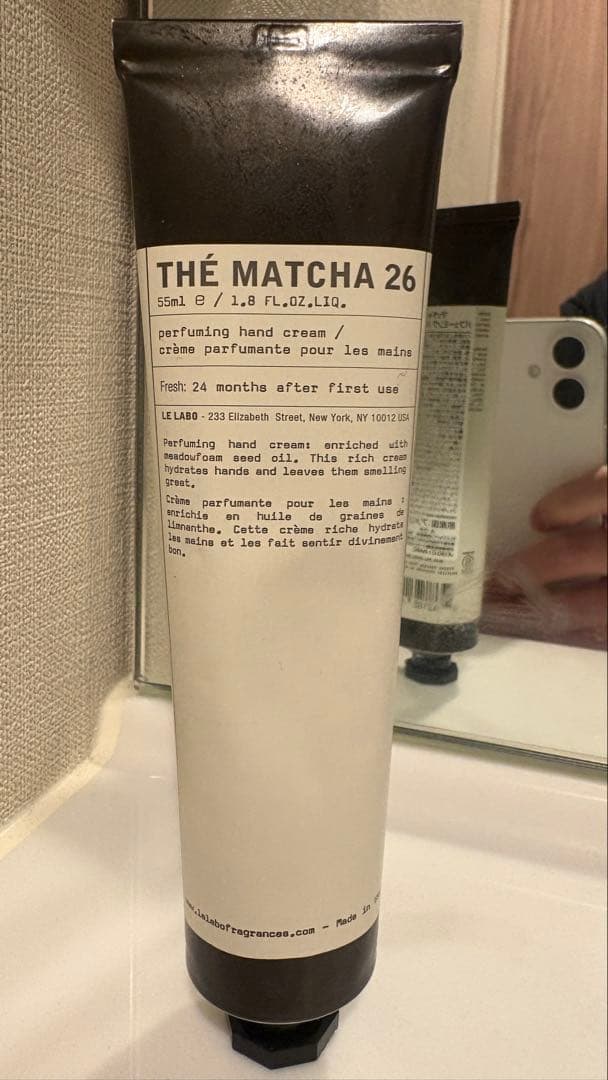 THÉ MATCHA 26
55ml e / 1.8 FL.OZ.LIQ.
perfuming hand cream /
crème parfumante pour les mains
Fresh: 24 months after first use
LE LABO - 233 Elizabeth Street, New York, NY 10012 USA
Perfuming hand cream: enriched with
meadowfoam seed oil. This rich cream
hydrates hands and leaves them smelling
great.
Crème parfumante pour les mains :
enrichie en huile de graines de
limnanthe. Cette crème riche hydrate
les mains et les fait sentir divinement
bon.
www.lelabofragrances.com - Made in